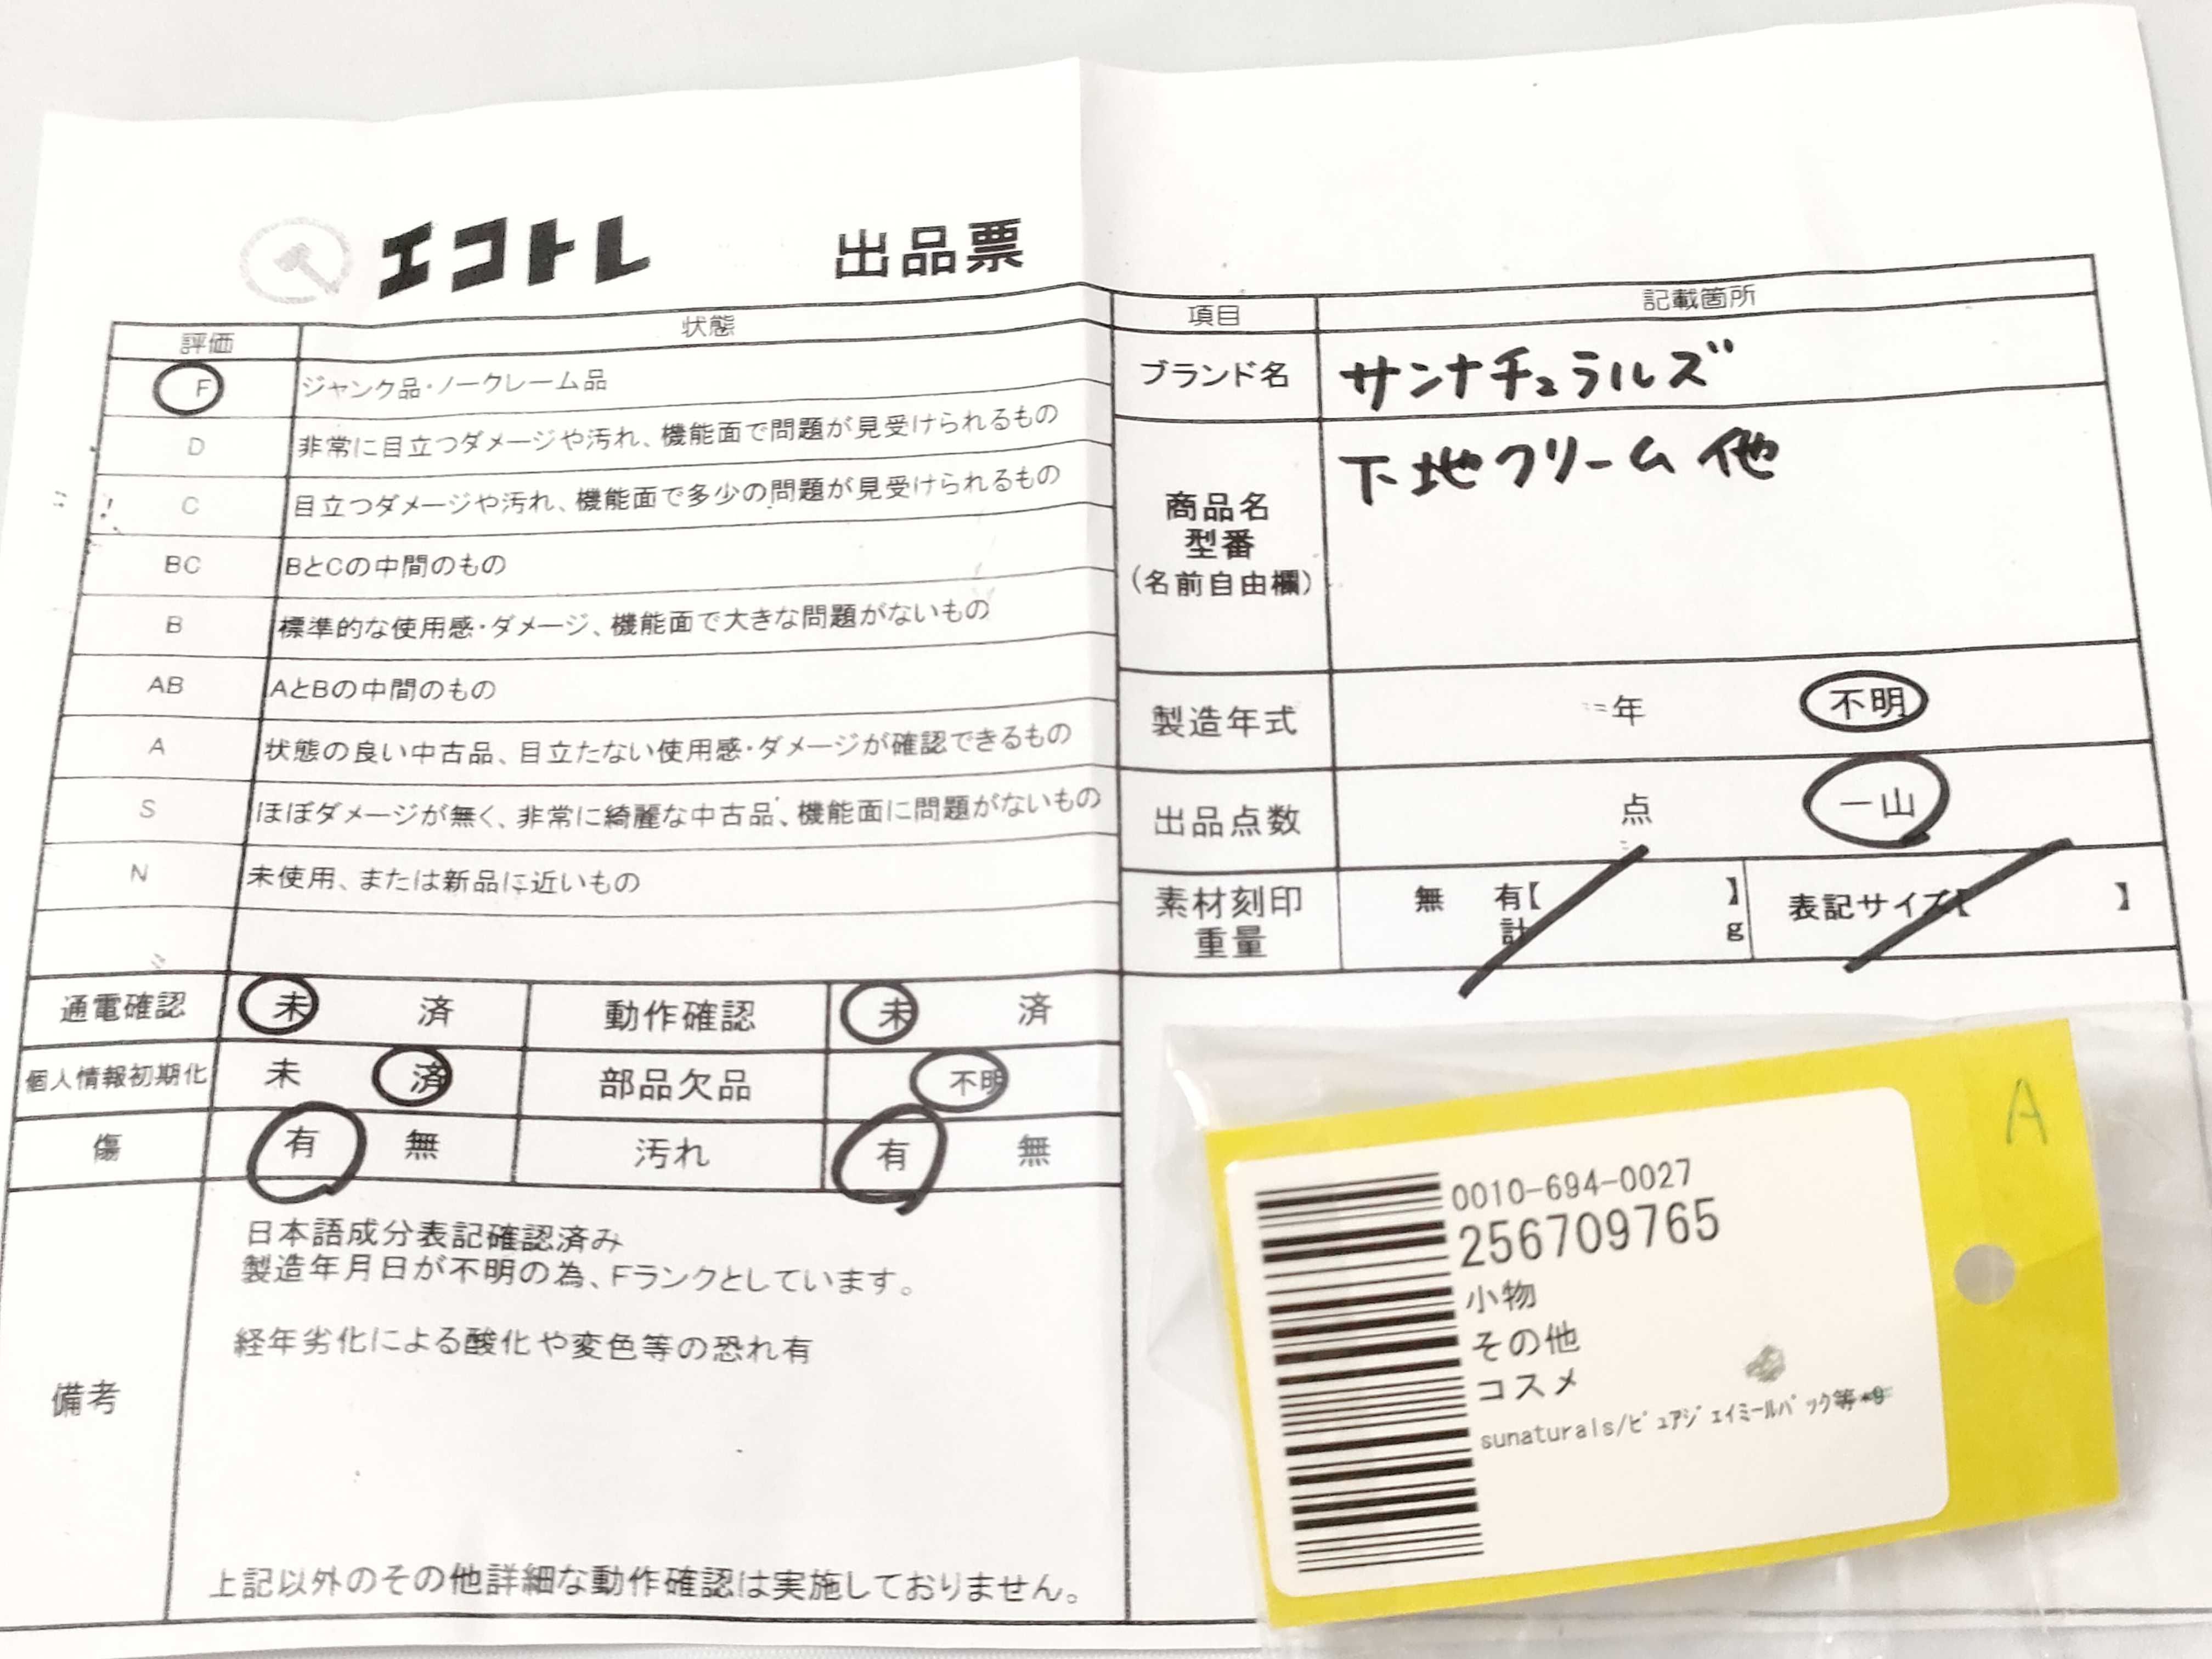 エコトレ 出品票
評価 状態
F ジャンク品・ノークレーム品
D 非常に目立つダメージや汚れ、機能面で問題が見受けられるもの
C 目立つダメージや汚れ、機能面で多少の問題が見受けられるもの
BC BとCの中間のもの
B 標準的な使用感・ダメージ、機能面で大きな問題がないもの
AB AとBの中間のもの
A 状態の良い中古品、目立たない使用感・ダメージが確認できるもの
S ほぼダメージが無く、非常に綺麗な中古品、機能面に問題がないもの
N 未使用、または新品に近いもの
通電確認 未 済 動作確認 未 済
個人情報初期化 未 済 部品欠品 不明
傷 有 無 汚れ 有 無
備考
日本語成分表記確認済み
製造年月日が不明の為、Fランクとしています。
経年劣化による酸化や変色等の恐れ有
上記以外のその他詳細な動作確認は実施しておりません。
項目 記載箇所
ブランド名 サンナチュラルズ
商品名
型番
(名前自由欄)
下地クリーム 他
製造年式 年 不明
出品点数 点 一山
素材刻印 無 有【 】 表記サイズ【 】
重量 計 g
A
0010-694-0027
256709765
小物
その他
コスメ
sunaturals/ピュアジェイミールパック等*9